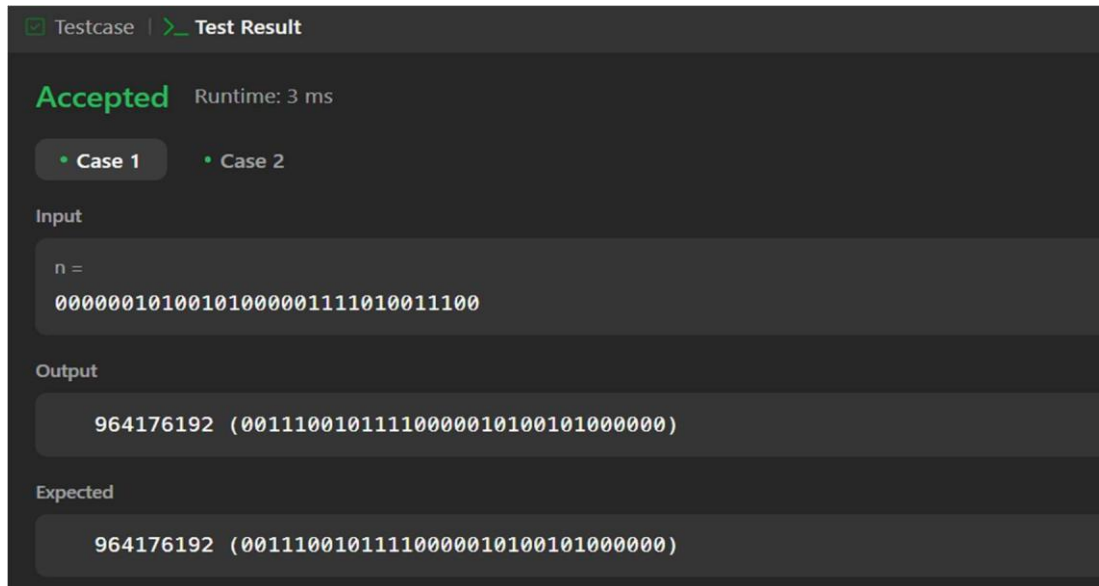 Testcase | >_ Test Result
Accepted Runtime: 3 ms
• Case 1 • Case 2
Input
n =
00000010100101000001111010011100
Output
964176192 (00111001011110000010100101000000)
Expected
964176192 (00111001011110000010100101000000)